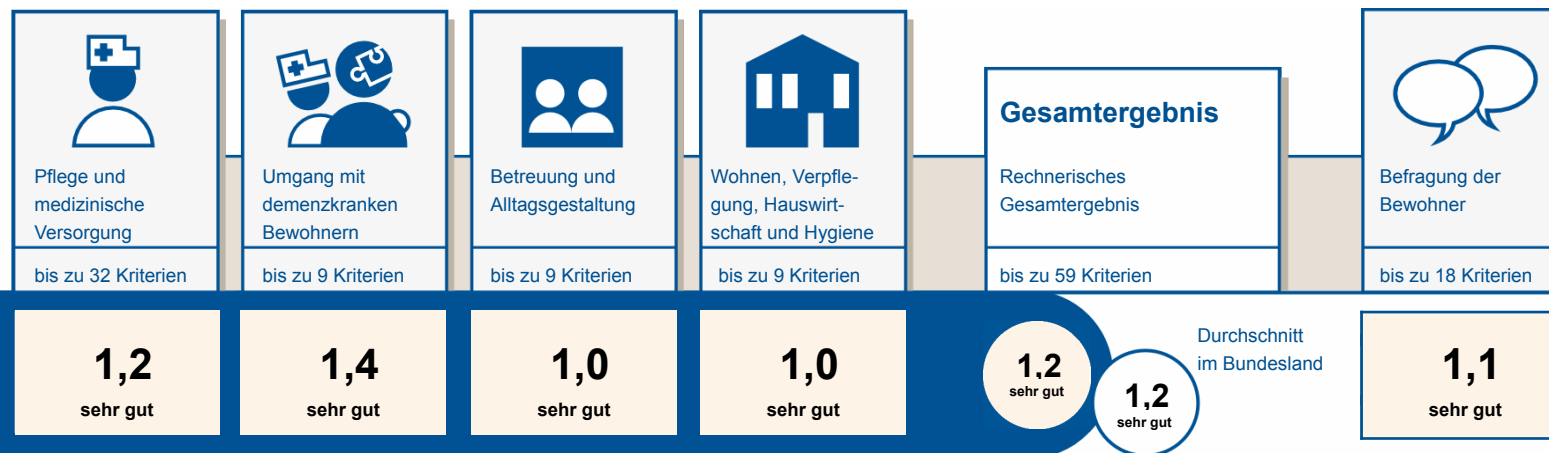 Pflege und
medizinische
Versorgung
bis zu 32 Kriterien
1,2
sehr gut
Umgang mit
demenzkranken
Bewohnern
bis zu 9 Kriterien
1,4
sehr gut
Betreuung und
Alltagsgestaltung
bis zu 9 Kriterien
1,0
sehr gut
Wohnen, Verpfle-
gung, Hauswirt-
schaft und Hygiene
bis zu 9 Kriterien
1,0
sehr gut
Gesamtergebnis
Rechnerisches
Gesamtergebnis
bis zu 59 Kriterien
1,2
sehr gut
Durchschnitt
im Bundesland
1,2
sehr gut
Befragung der
Bewohner
bis zu 18 Kriterien
1,1
sehr gut